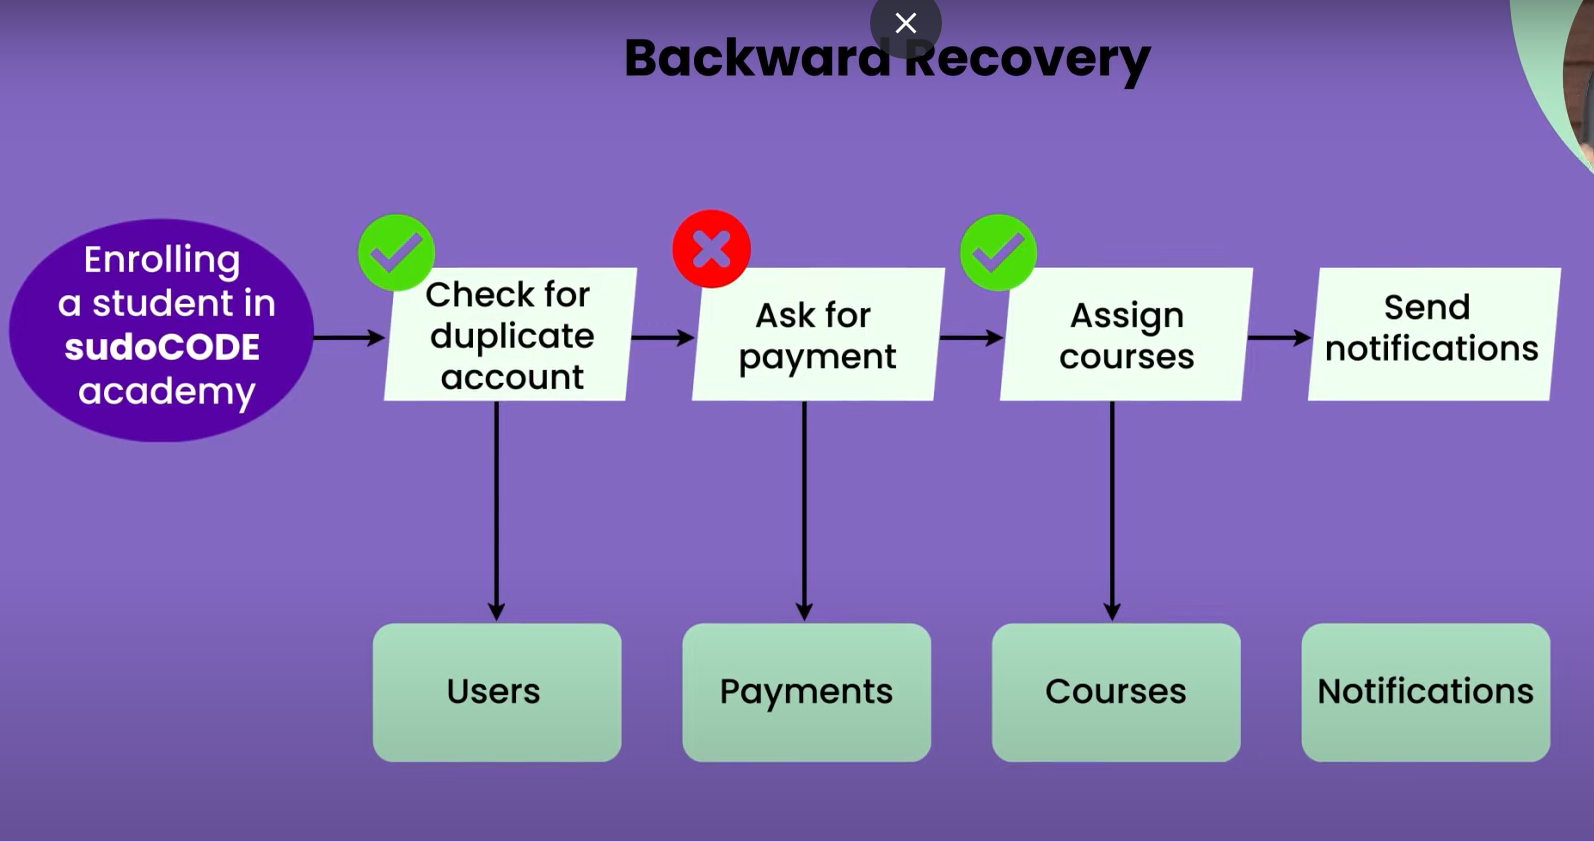 Backward Recovery
Enrolling
a student in
sudoCODE
academy
Check for
duplicate
account
Ask for
payment
Assign
courses
Send
notifications
Users
Payments
Courses
Notifications